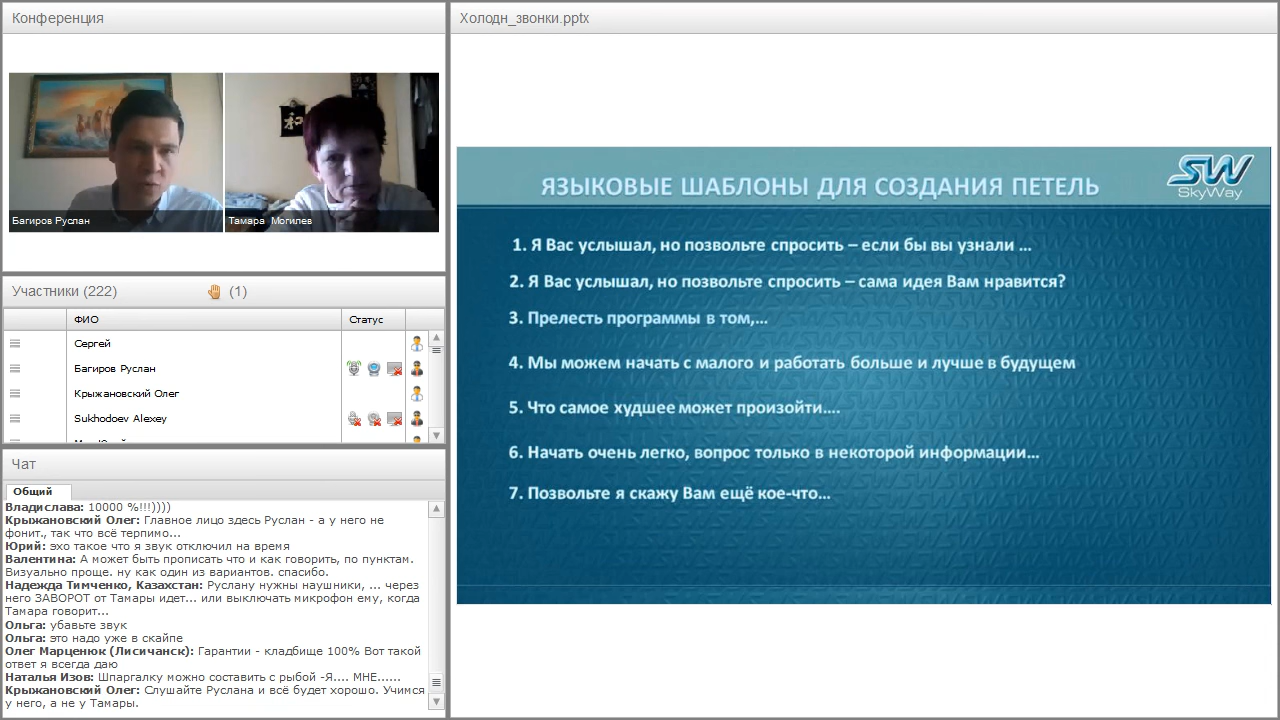 Конференция
Багиров Руслан
Тамара Могилев
Участники (222)
(1)
ФИО
Статус
Сергей
Багиров Руслан
Крыжановский Олег
Sukhodoev Alexey
Чат
Общий
Владислава: 10000 %!!!))))
Крыжановский Олег: Главное лицо здесь Руслан - а у него не
фонит., так что всё терпимо...
Юрий: эхо такое что я звук отключил на время
Валентина: А может быть прописать что и как говорить, по пунктам.
Визуально проще. ну как один из вариантов. спасибо.
Надежда Тимченко, Казахстан: Руслану нужны наушники, ... через
него ЗАВОРОТ от Тамары идет... или выключать микрофон ему, когда
Тамара говорит...
Ольга: убавьте звук
Ольга: это надо уже в скайпе
Олег Марценюк (Лисичанск): Гарантии - кладбище 100% Вот такой
ответ я всегда даю
Наталья Изов: Шпаргалку можно составить с рыбой -Я.... МНЕ......
Крыжановский Олег: Слушайте Руслана и всё будет хорошо. Учимся
у него, а не у Тамары.
Холодн_звонки.pptx
ЯЗЫКОВЫЕ ШАБЛОНЫ ДЛЯ СОЗДАНИЯ ПЕТЕЛЬ
SW
SkyWay
1. Я Вас услышал, но позвольте спросить – если бы вы узнали ...
2. Я Вас услышал, но позвольте спросить – сама идея Вам нравится?
3. Прелесть программы в том,...
4. Мы можем начать с малого и работать больше и лучше в будущем
5. Что самое худшее может произойти....
6. Начать очень легко, вопрос только в некоторой информации...
7. Позвольте я скажу Вам ещё кое-что...